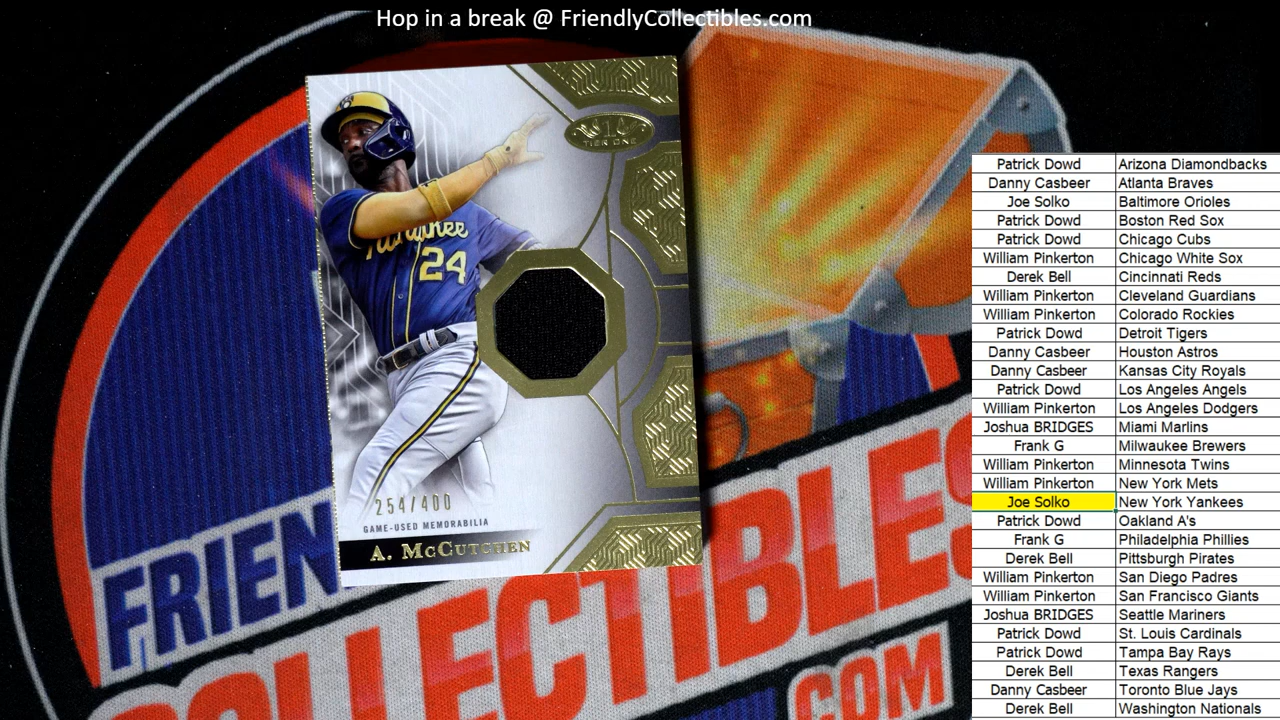 Hop in a break @ FriendlyCollectibles.com
1
TIER ONE
Milwaukee
24
254/400
GAME-USED MEMORABILIA
A. McCUTCHEN
FRIEN
COLLECTIBLES
.COM
Patrick Dowd Arizona Diamondbacks
Danny Casbeer Atlanta Braves
Joe Solko Baltimore Orioles
Patrick Dowd Boston Red Sox
Patrick Dowd Chicago Cubs
William Pinkerton Chicago White Sox
Derek Bell Cincinnati Reds
William Pinkerton Cleveland Guardians
William Pinkerton Colorado Rockies
Patrick Dowd Detroit Tigers
Danny Casbeer Houston Astros
Danny Casbeer Kansas City Royals
Patrick Dowd Los Angeles Angels
William Pinkerton Los Angeles Dodgers
Joshua BRIDGES Miami Marlins
Frank G Milwaukee Brewers
William Pinkerton Minnesota Twins
William Pinkerton New York Mets
Joe Solko New York Yankees
Patrick Dowd Oakland A's
Frank G Philadelphia Phillies
Derek Bell Pittsburgh Pirates
William Pinkerton San Diego Padres
William Pinkerton San Francisco Giants
Joshua BRIDGES Seattle Mariners
Patrick Dowd St. Louis Cardinals
Patrick Dowd Tampa Bay Rays
Derek Bell Texas Rangers
Danny Casbeer Toronto Blue Jays
Derek Bell Washington Nationals